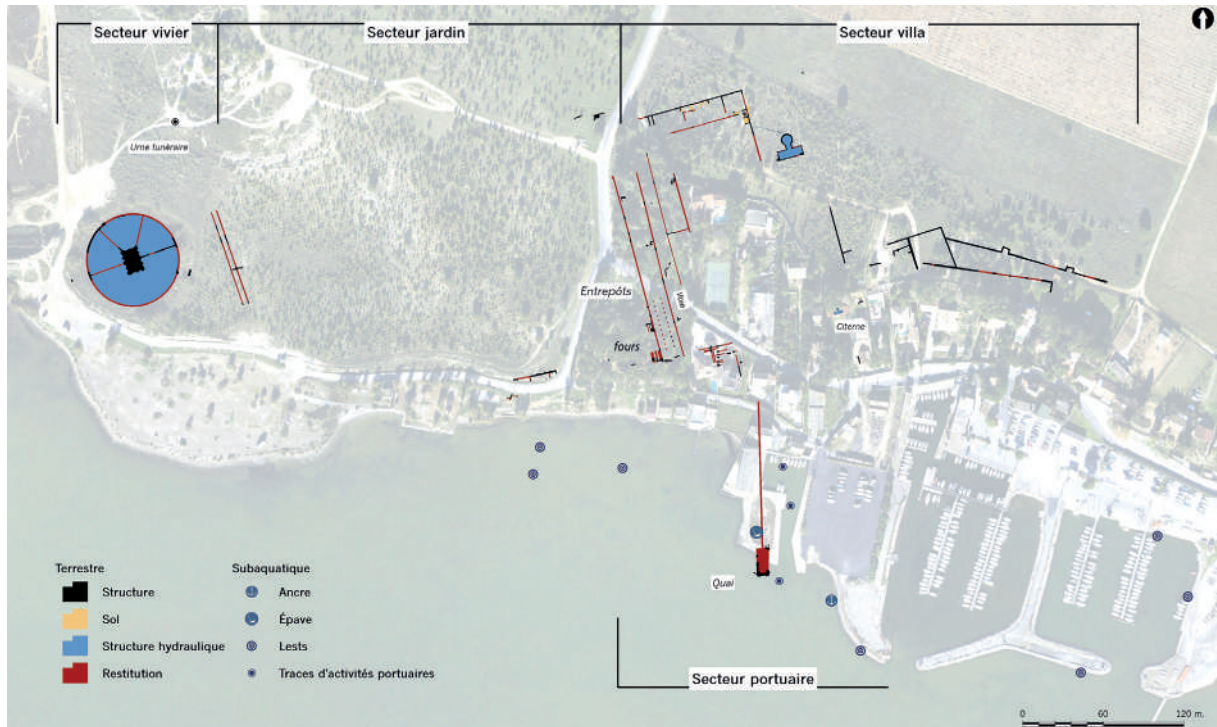 Secteur vivier
Secteur jardin
Secteur villa
Urne funéraire
Entrepôts
Voie
fours
Citerne
Quai
Terrestre
Structure
Sol
Structure hydraulique
Restitution
Subaquatique
Ancre
Épave
Lests
Traces d'activités portuaires
Secteur portuaire
0 60 120 m.